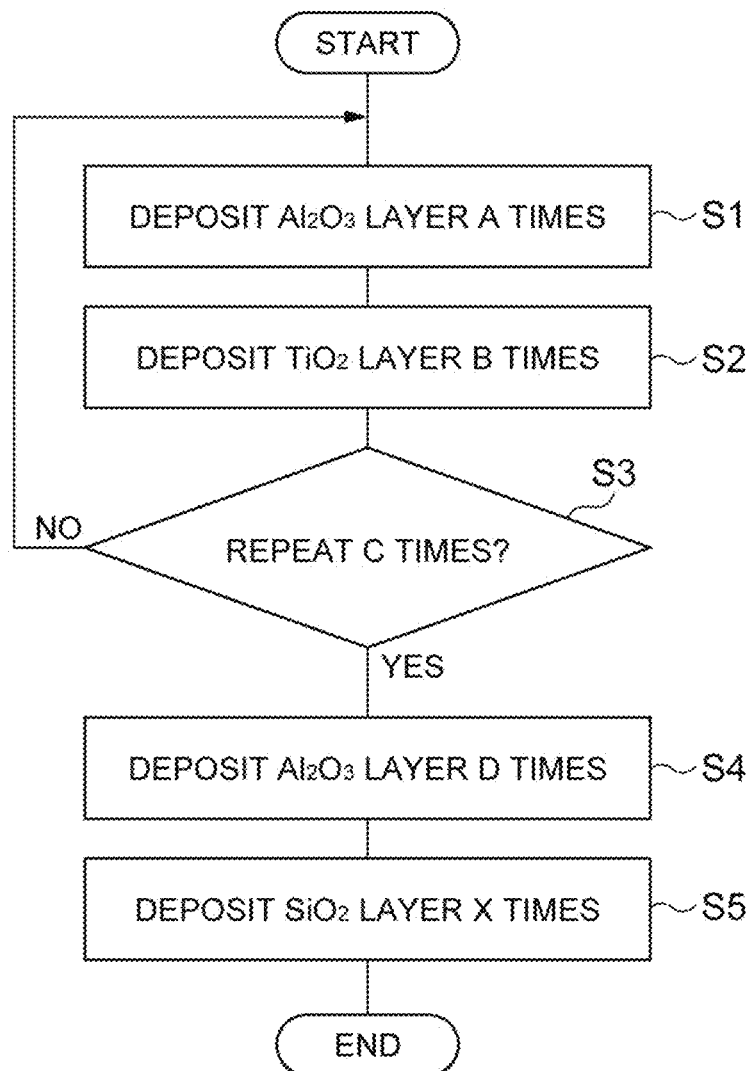 START
DEPOSIT Al₂O₃ LAYER A TIMES
S1
DEPOSIT TiO₂ LAYER B TIMES
S2
S3
REPEAT C TIMES?
NO
YES
DEPOSIT Al₂O₃ LAYER D TIMES
S4
DEPOSIT SiO₂ LAYER X TIMES
S5
END